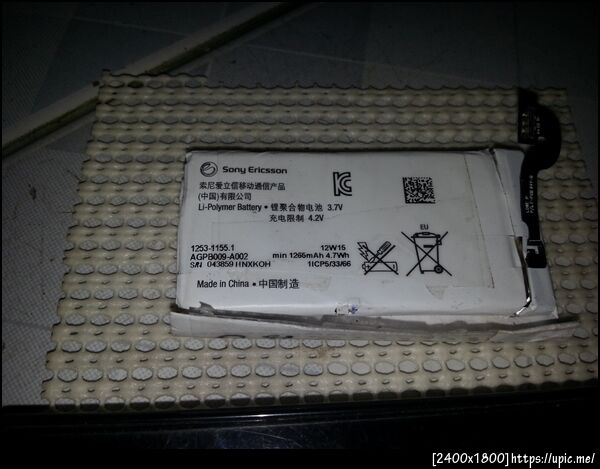 Sony Ericsson
索尼爱立信移动通信产品
(中国)有限公司
Li-Polymer Battery • 锂聚合物电池 3.7V
充电限制 4.2V
EU
1253-1155.1 12W15
AGPB009-A002 min 1265mAh 4.7Wh
S/N 043859 1ICP5/33/66
Made in China • 中国制造
[2400x1800]https://upic.me/